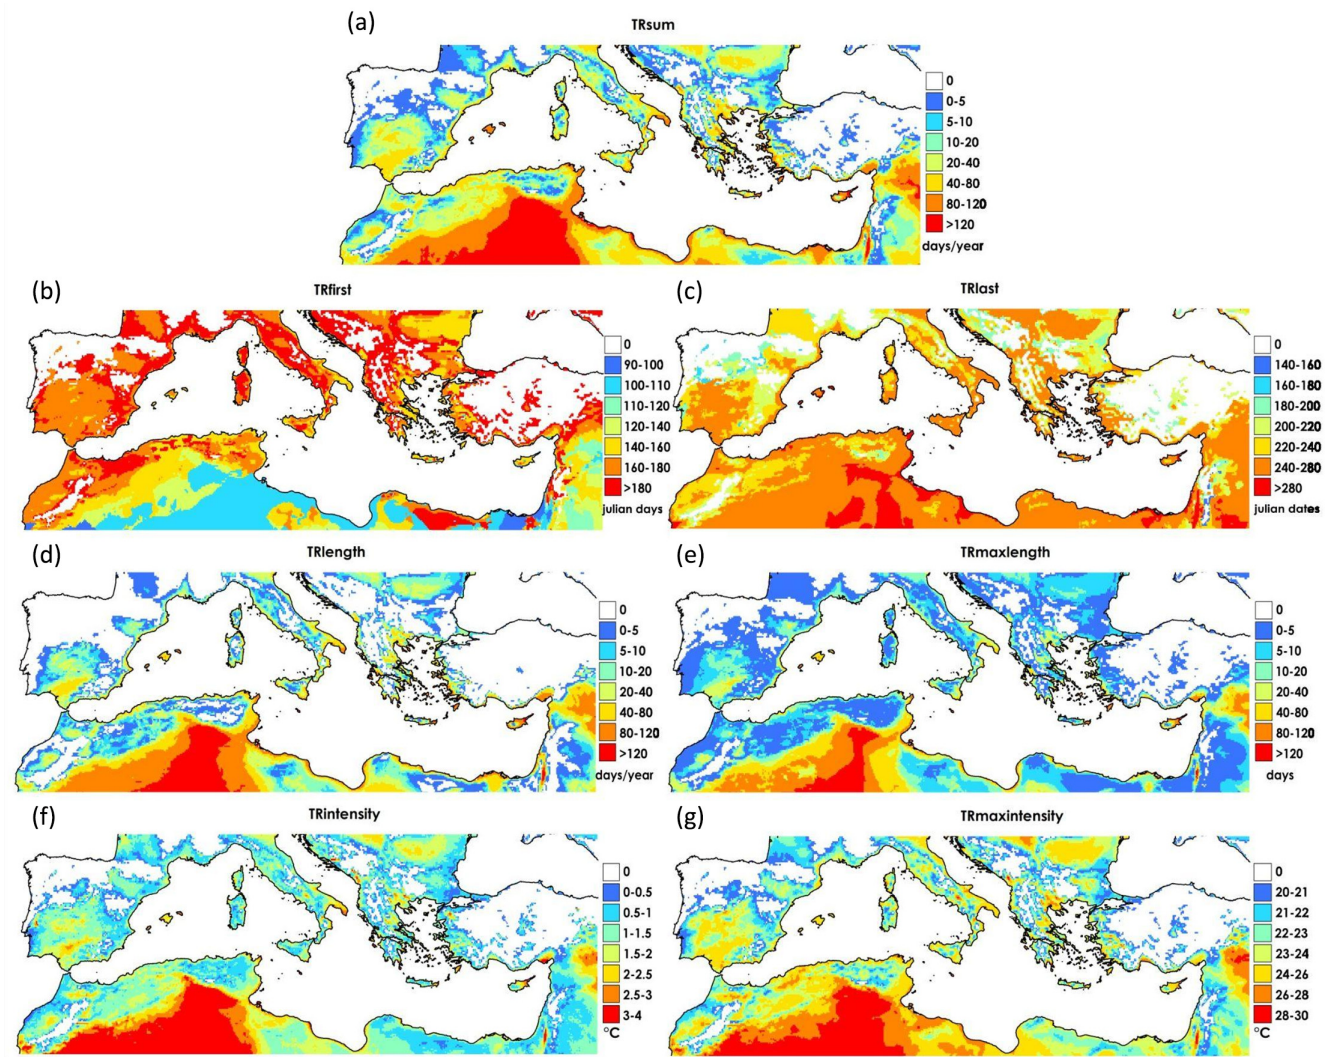 (a)
TRsum
0
0-5
5-10
10-20
20-40
40-80
80-120
>120
days/year
(b)
TRfirst
0
90-100
100-110
110-120
120-140
140-160
160-180
>180
julian days
(c)
TRlast
0
140-160
160-180
180-200
200-220
220-240
240-280
>280
julian dates
(d)
TRlength
0
0-5
5-10
10-20
20-40
40-80
80-120
>120
days/year
(e)
TRmaxlength
0
0-5
5-10
10-20
20-40
40-80
80-120
>120
days
(f)
TRintensity
0
0-0.5
0.5-1
1-1.5
1.5-2
2-2.5
2.5-3
3-4
°C
(g)
TRmaxintensity
0
20-21
21-22
22-23
23-24
24-26
26-28
28-30
°C